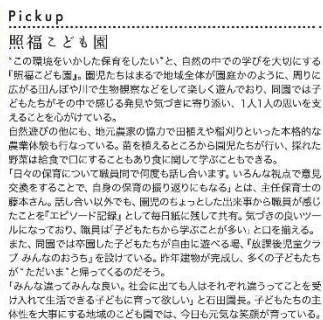 Pickup
照福こども園
“この環境をいかした保育をしたい”と、自然の中での学びを大切にする
『照福こども園』。園児たちはまるで地域全体が園庭かのように、周りに
広がる田んぼや川で生物観察などをして楽しく遊んでおり、同園では子
どもたちがその中で感じる発見や気づきに寄り添い、1人1人の思いを支
えることを心がけている。
自然遊びの他にも、地元農家の協力で田植えや稲刈りといった本格的な
農業体験も行なっている。苗を植えるところから園児たちが行い、採れた
野菜は給食で口にすることもあり食に関して学ぶこともできる。
「日々の保育について職員間で何度も話し合います。いろんな視点で意見
交換をすることで、自身の保育の振り返りにもなる」とは、主任保育士の
藤本さん。話し合い以外でも、園児のちょっとした出来事から職員が感じ
たことを『エピソード記録』として毎日紙に残して共有。気づきの良いツー
ルになっており、職員は「子どもたちから学ぶことが多い」と口を揃える。
また、同園では卒園した子どもたちが自由に遊べる場、『放課後児童クラ
ブ みんなのおうち』を設けている。昨年建物が完成し、多くの子どもたち
が“ただいま”と帰ってくるのだそう。
「みんな違ってみんな良い。社会に出ても人はそれぞれ違うってことを受
け入れて生活できる子どもに育って欲しい」と石田園長。子どもたちの主
体性を大事にする地域のこども園では、今日も元気な笑顔が育っている。